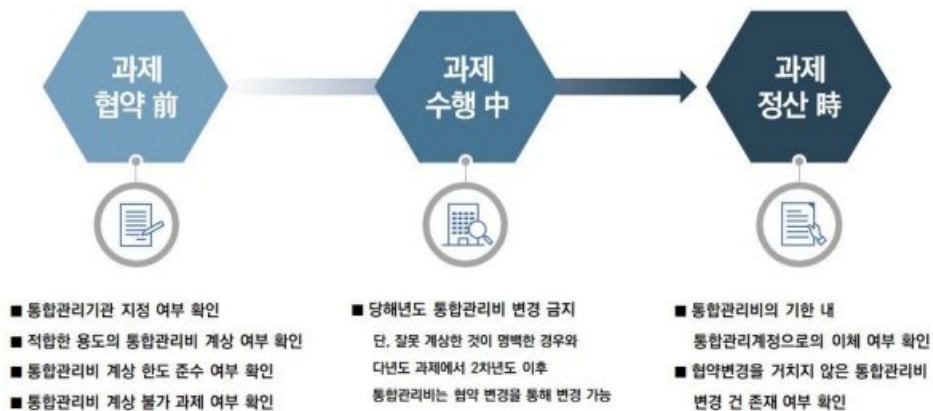 과제
협약 前
과제
수행 中
과제
정산 時
■ 통합관리기관 지정 여부 확인
■ 적합한 용도의 통합관리비 계상 여부 확인
■ 통합관리비 계상 한도 준수 여부 확인
■ 통합관리비 계상 불가 과제 여부 확인
■ 당해년도 통합관리비 변경 금지
단, 잘못 계상한 것이 명백한 경우와
다년도 과제에서 2차년도 이후
통합관리비는 협약 변경을 통해 변경 가능
■ 통합관리비의 기한 내
통합관리계정으로의 이체 여부 확인
■ 협약변경을 거치지 않은 통합관리비
변경 건 존재 여부 확인